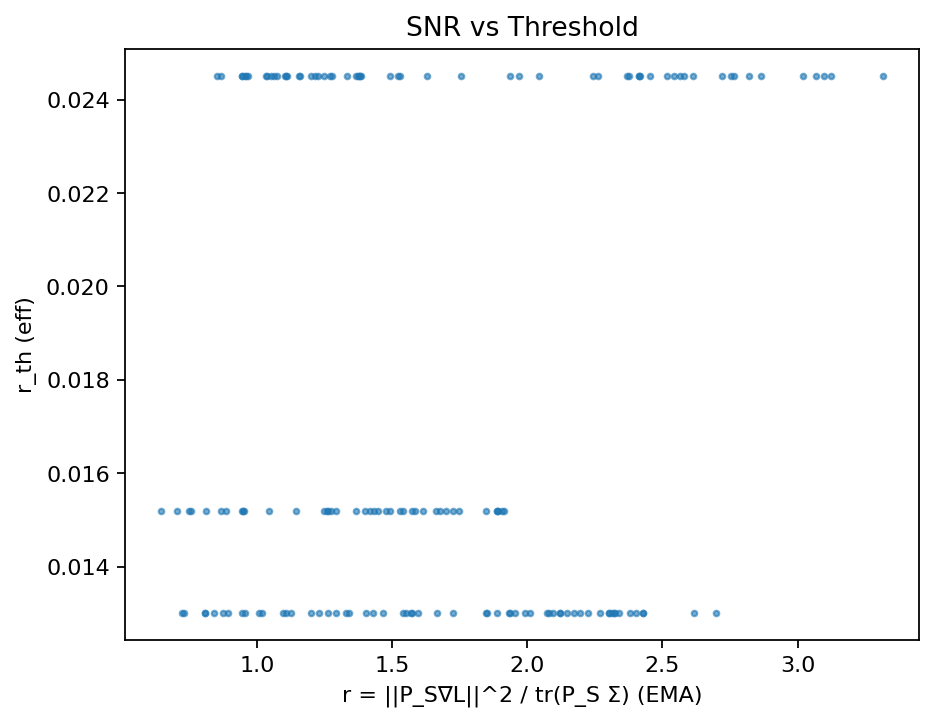 SNR vs Threshold
r_th (eff)
0.024
0.022
0.020
0.018
0.016
0.014
1.0 1.5 2.0 2.5 3.0
r = ||P_S∇L||^2 / tr(P_S Σ) (EMA)